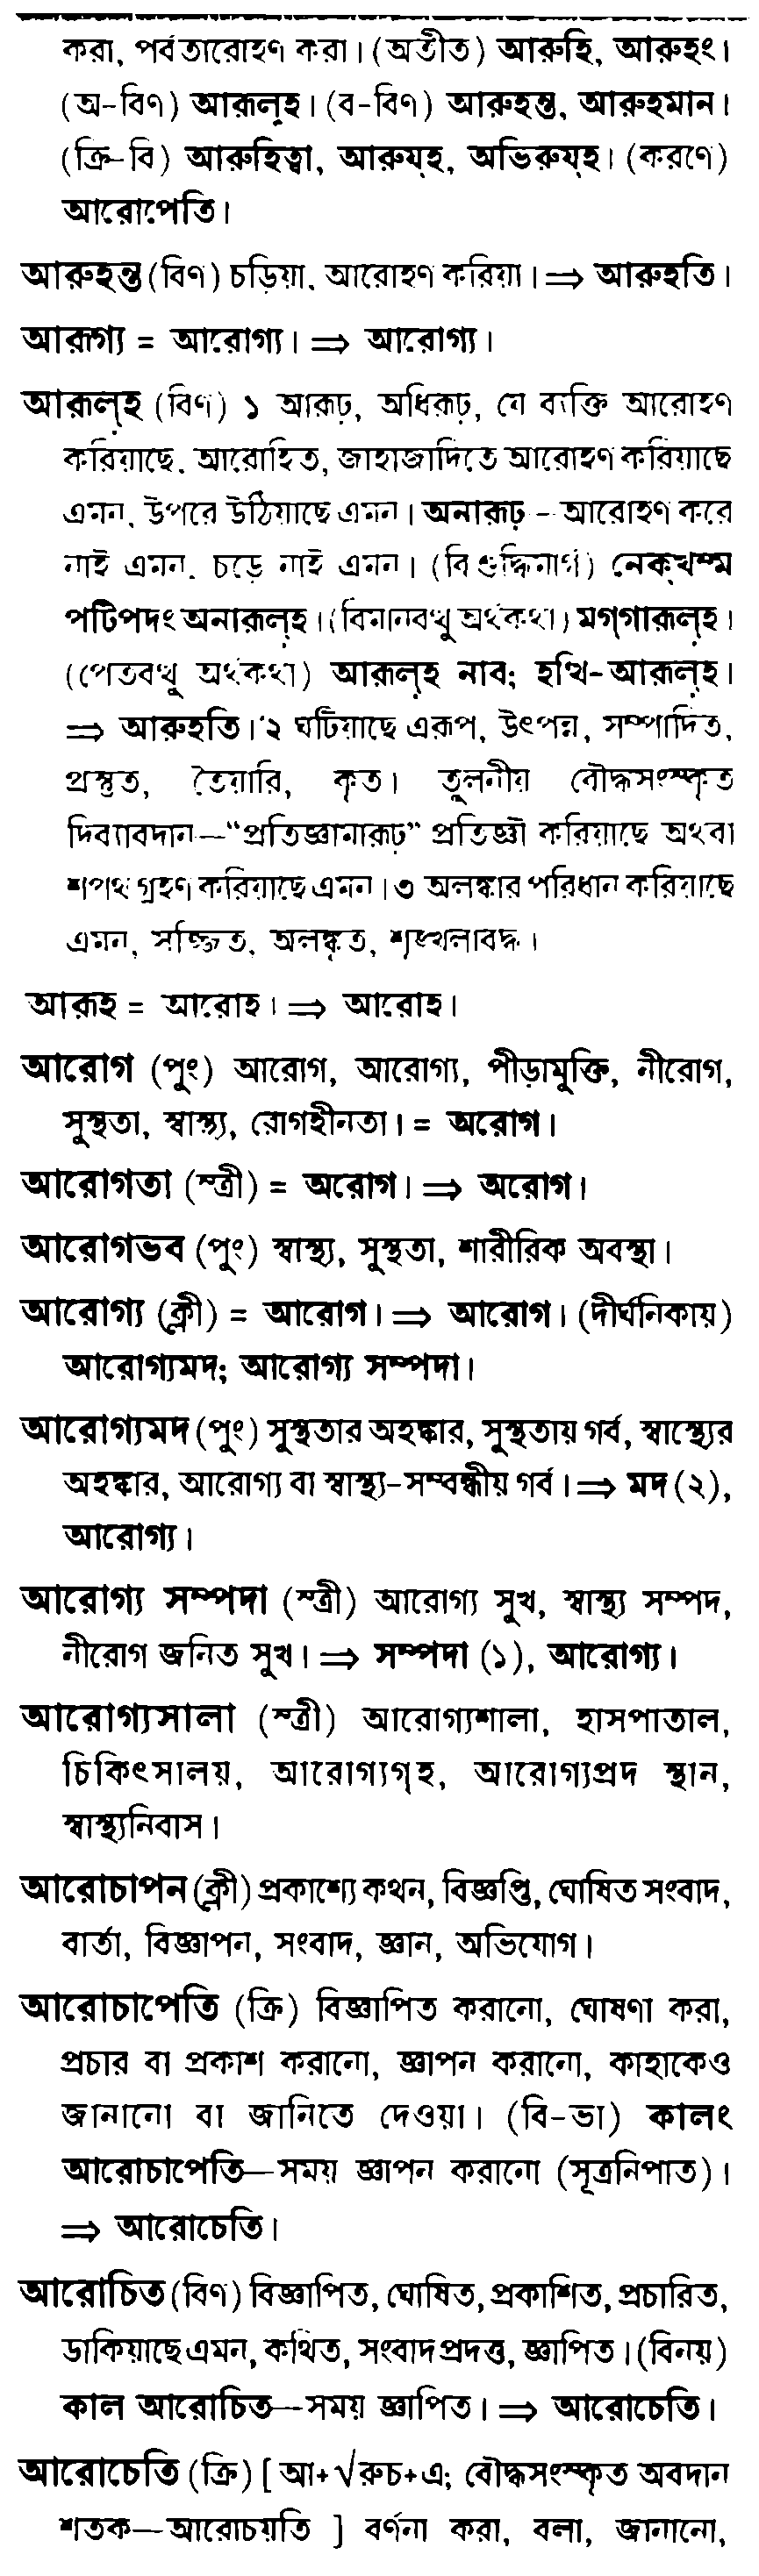 করা, পর্বতারোহণ করা। (অতীত) আরুহি, আরুহং।
(অ-বিণ) আরূল্‌হ। (ব-বিণ) আরুহন্ত, আরুহমান।
(ক্রি-বি) আরুহিত্বা, আরুয্‌হ, অভিরুয্‌হ। (করণে)
আরোপেতি।
আরুহন্ত (বিণ) চড়িয়া, আরোহণ করিয়া। ⇒ আরুহতি।
আরূগ্য = আরোগ্য। ⇒ আরোগ্য।
আরূল্‌হ (বিণ) ১ আরূঢ়, অধিরূঢ়, যে ব্যক্তি আরোহণ
করিয়াছে, আরোহিত, জাহাজাদিতে আরোহণ করিয়াছে
এমন, উপরে উঠিয়াছে এমন। অনারূঢ় – আরোহণ করে
নাই এমন, চড়ে নাই এমন। (বিশুদ্ধিমার্গ) নেক্‌খম্ম
পটিপদং অনারূল্‌হ। (বিমানবত্থু অর্থকথা) মগ্‌গারূল্‌হ।
(পেতবত্থু অর্থকথা) আরূল্‌হ নাব; হত্থি-আরূল্‌হ।
⇒ আরুহতি। ২ ঘটিয়াছে এরূপ, উৎপন্ন, সম্পাদিত,
প্রস্তুত, তৈয়ারি, কৃত। তুলনীয় বৌদ্ধসংস্কৃত
দিব্যাবদান—“প্রতিজ্ঞামারূঢ়” প্রতিজ্ঞা করিয়াছে অথবা
শপথ গ্রহণ করিয়াছে এমন। ৩ অলঙ্কার পরিধান করিয়াছে
এমন, সজ্জিত, অলঙ্কৃত, শৃঙ্খলাবদ্ধ।
আরূহ = আরোহ। ⇒ আরোহ।
আরোগ (পুং) আরোগ, আরোগ্য, পীড়ামুক্তি, নীরোগ,
সুস্থতা, স্বাস্থ্য, রোগহীনতা। = অরোগ।
আরোগতা (স্ত্রী) = অরোগ। ⇒ অরোগ।
আরোগভব (পুং) স্বাস্থ্য, সুস্থতা, শারীরিক অবস্থা।
আরোগ্য (ক্লী) = আরোগ। ⇒ আরোগ। (দীর্ঘনিকায়)
আরোগ্যমদ; আরোগ্য সম্পদা।
আরোগ্যমদ (পুং) সুস্থতার অহঙ্কার, সুস্থতায় গর্ব, স্বাস্থ্যের
অহঙ্কার, আরোগ্য বা স্বাস্থ্য-সম্বন্ধীয় গর্ব। ⇒ মদ (২),
আরোগ্য।
আরোগ্য সম্পদা (স্ত্রী) আরোগ্য সুখ, স্বাস্থ্য সম্পদ,
নীরোগ জনিত সুখ। ⇒ সম্পদা (১), আরোগ্য।
আরোগ্যসালা (স্ত্রী) আরোগ্যশালা, হাসপাতাল,
চিকিৎসালয়, আরোগ্যগৃহ, আরোগ্যপ্রদ স্থান,
স্বাস্থ্যনিবাস।
আরোচাপন (ক্লী) প্রকাশ্যে কথন, বিজ্ঞপ্তি, ঘোষিত সংবাদ,
বার্তা, বিজ্ঞাপন, সংবাদ, জ্ঞান, অভিযোগ।
আরোচাপেতি (ক্রি) বিজ্ঞাপিত করানো, ঘোষণা করা,
প্রচার বা প্রকাশ করানো, জ্ঞাপন করানো, কাহাকেও
জানানো বা জানিতে দেওয়া। (বি-ভা) কালং
আরোচাপেতি—সময় জ্ঞাপন করানো (সূত্রনিপাত)।
⇒ আরোচেতি।
আরোচিত (বিণ) বিজ্ঞাপিত, ঘোষিত, প্রকাশিত, প্রচারিত,
ডাকিয়াছে এমন, কথিত, সংবাদ প্রদত্ত, জ্ঞাপিত। (বিনয়)
কাল আরোচিত—সময় জ্ঞাপিত। ⇒ আরোচেতি।
আরোচেতি (ক্রি) [ আ+√রুচ+এ; বৌদ্ধসংস্কৃত অবদান
শতক—আরোচয়তি ] বর্ণনা করা, বলা, জানানো,